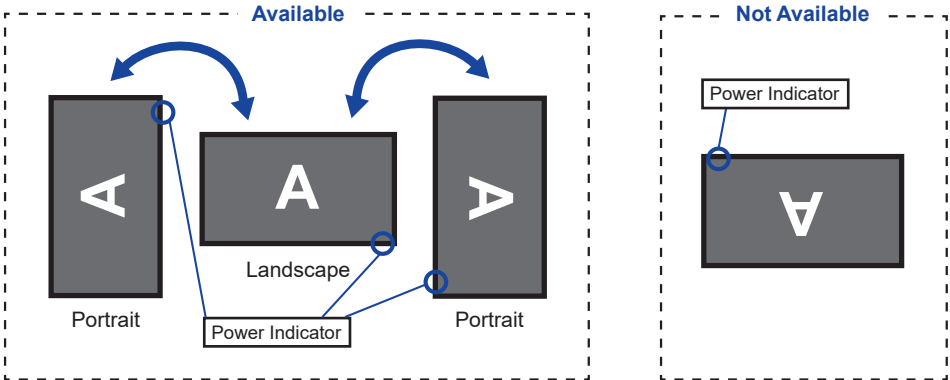 Available
Not Available
Power Indicator
A
A
A
A
Landscape
Portrait
Power Indicator
Portrait